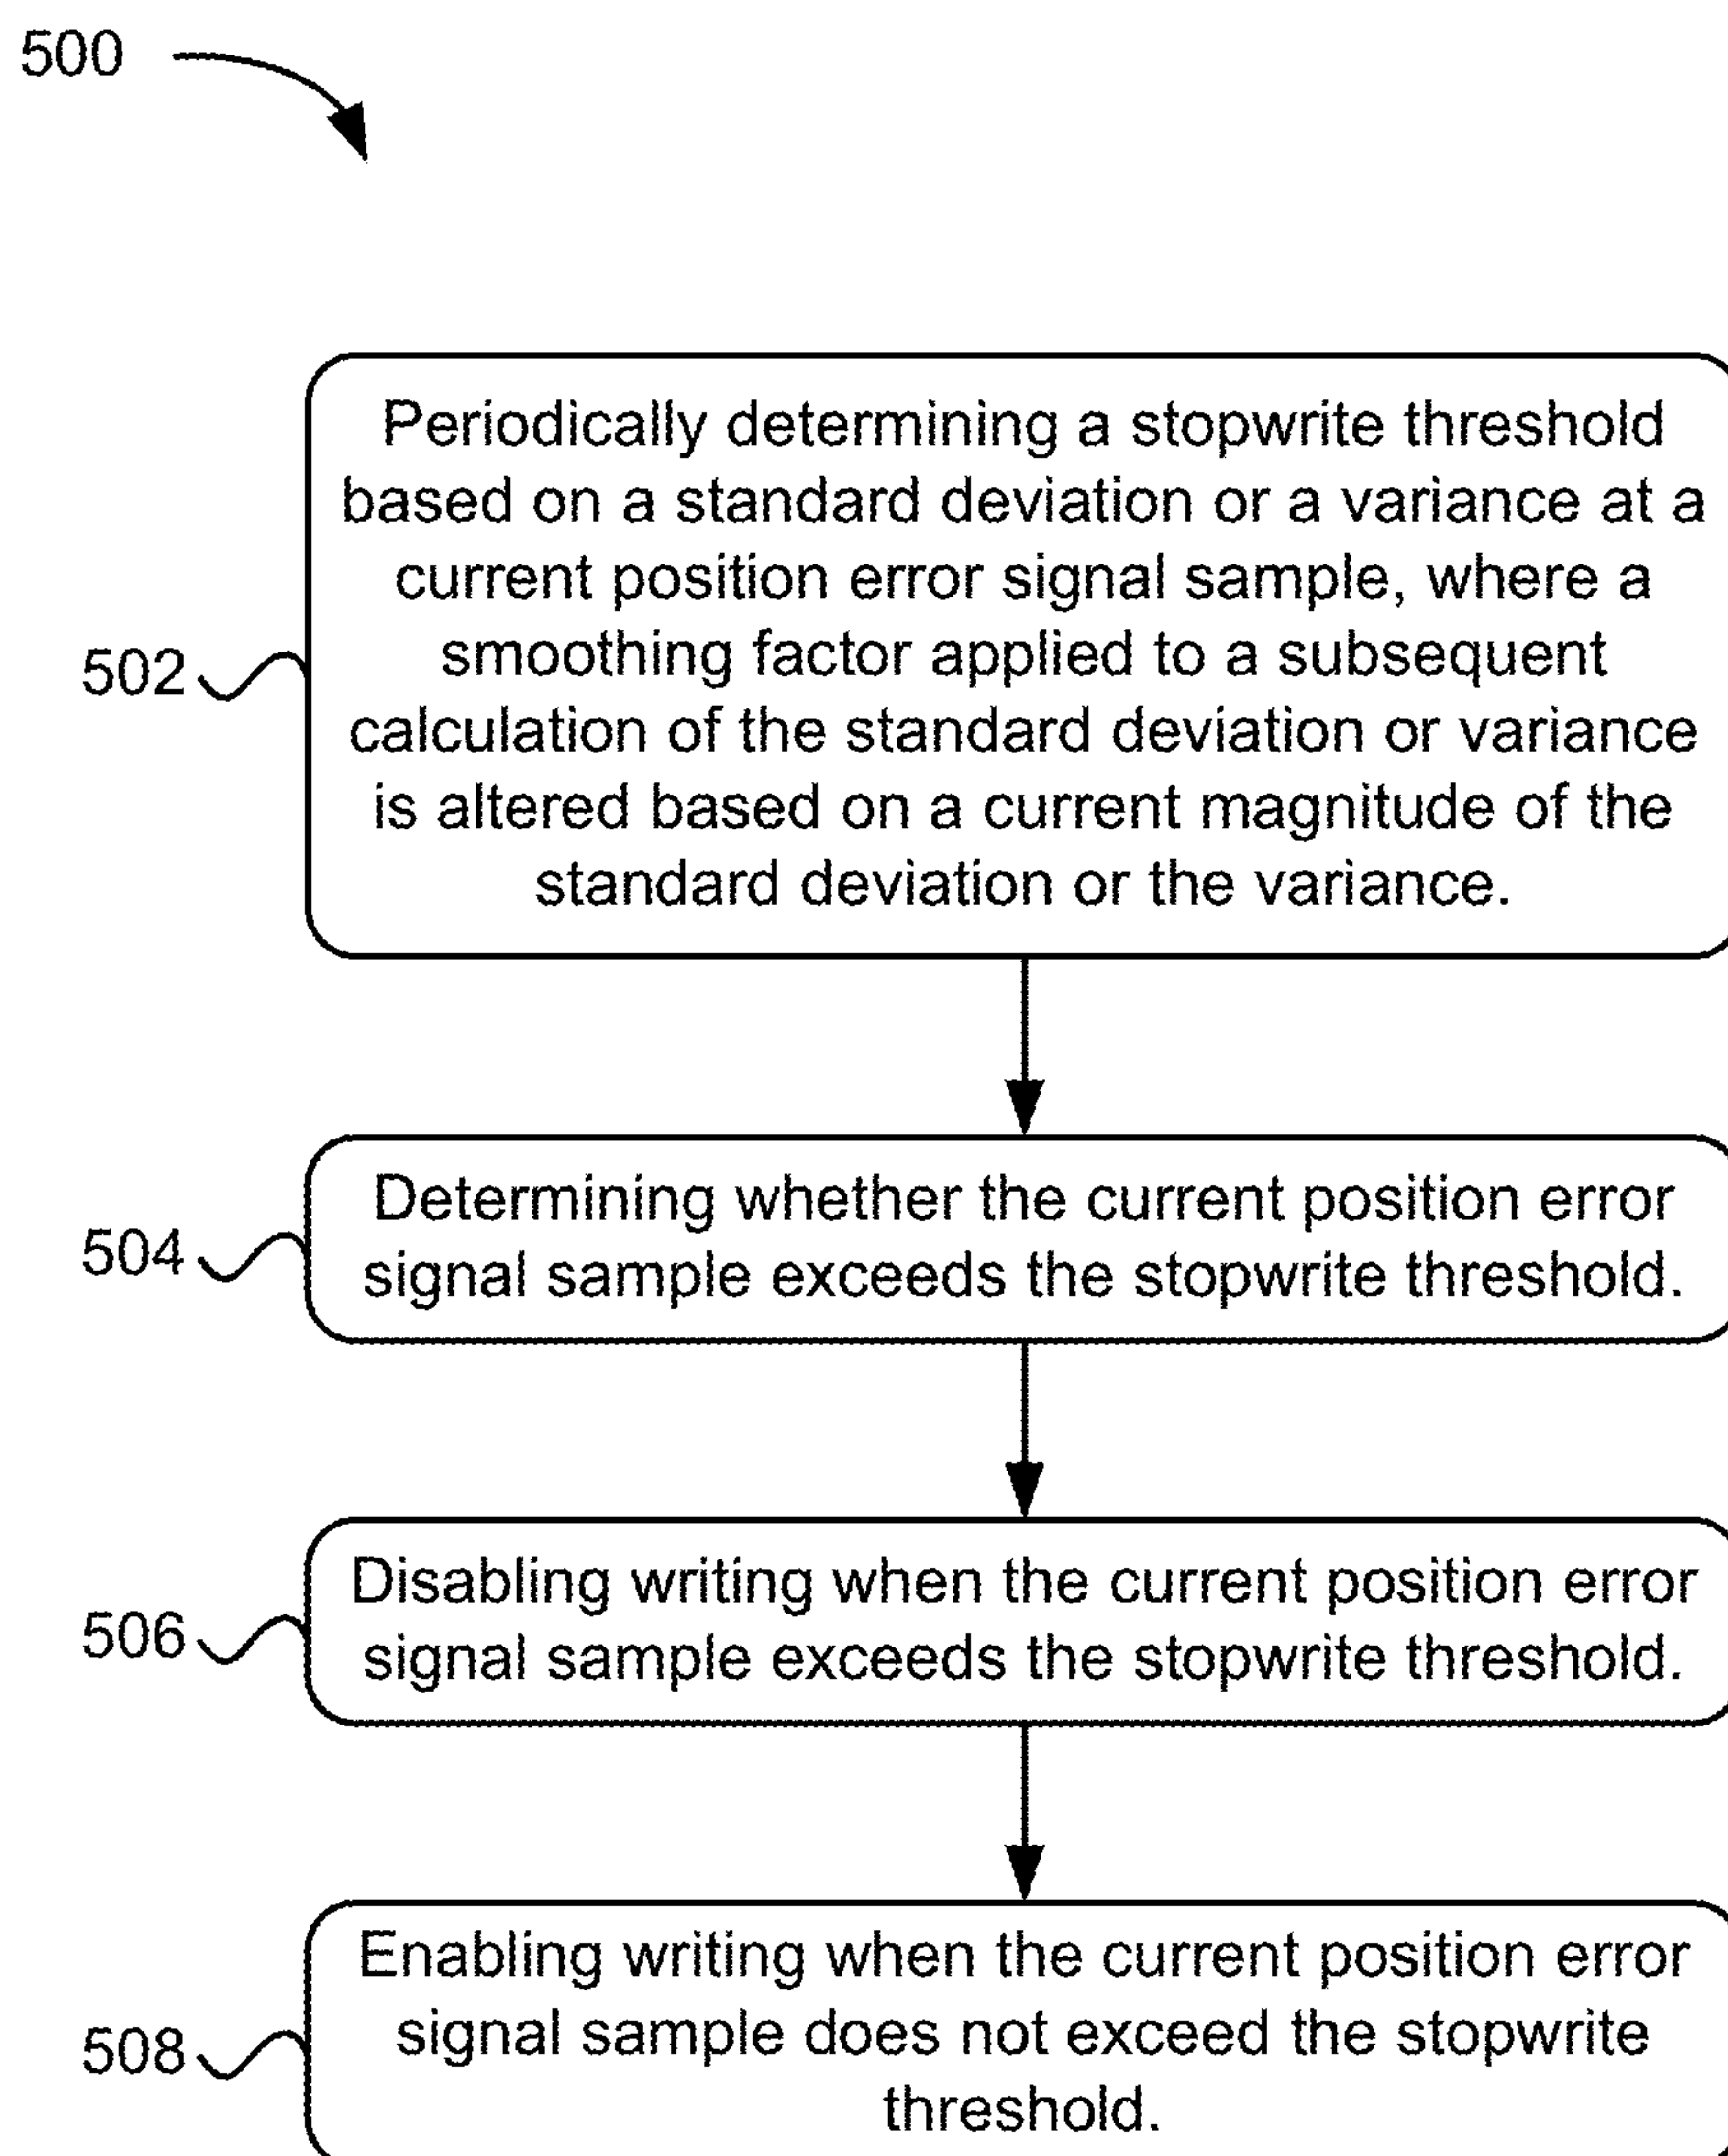 500
Periodically determining a stopwrite threshold
based on a standard deviation or a variance at a
current position error signal sample, where a
smoothing factor applied to a subsequent
calculation of the standard deviation or variance
is altered based on a current magnitude of the
standard deviation or the variance.
502
Determining whether the current position error
signal sample exceeds the stopwrite threshold.
504
Disabling writing when the current position error
signal sample exceeds the stopwrite threshold.
506
Enabling writing when the current position error
signal sample does not exceed the stopwrite
threshold.
508